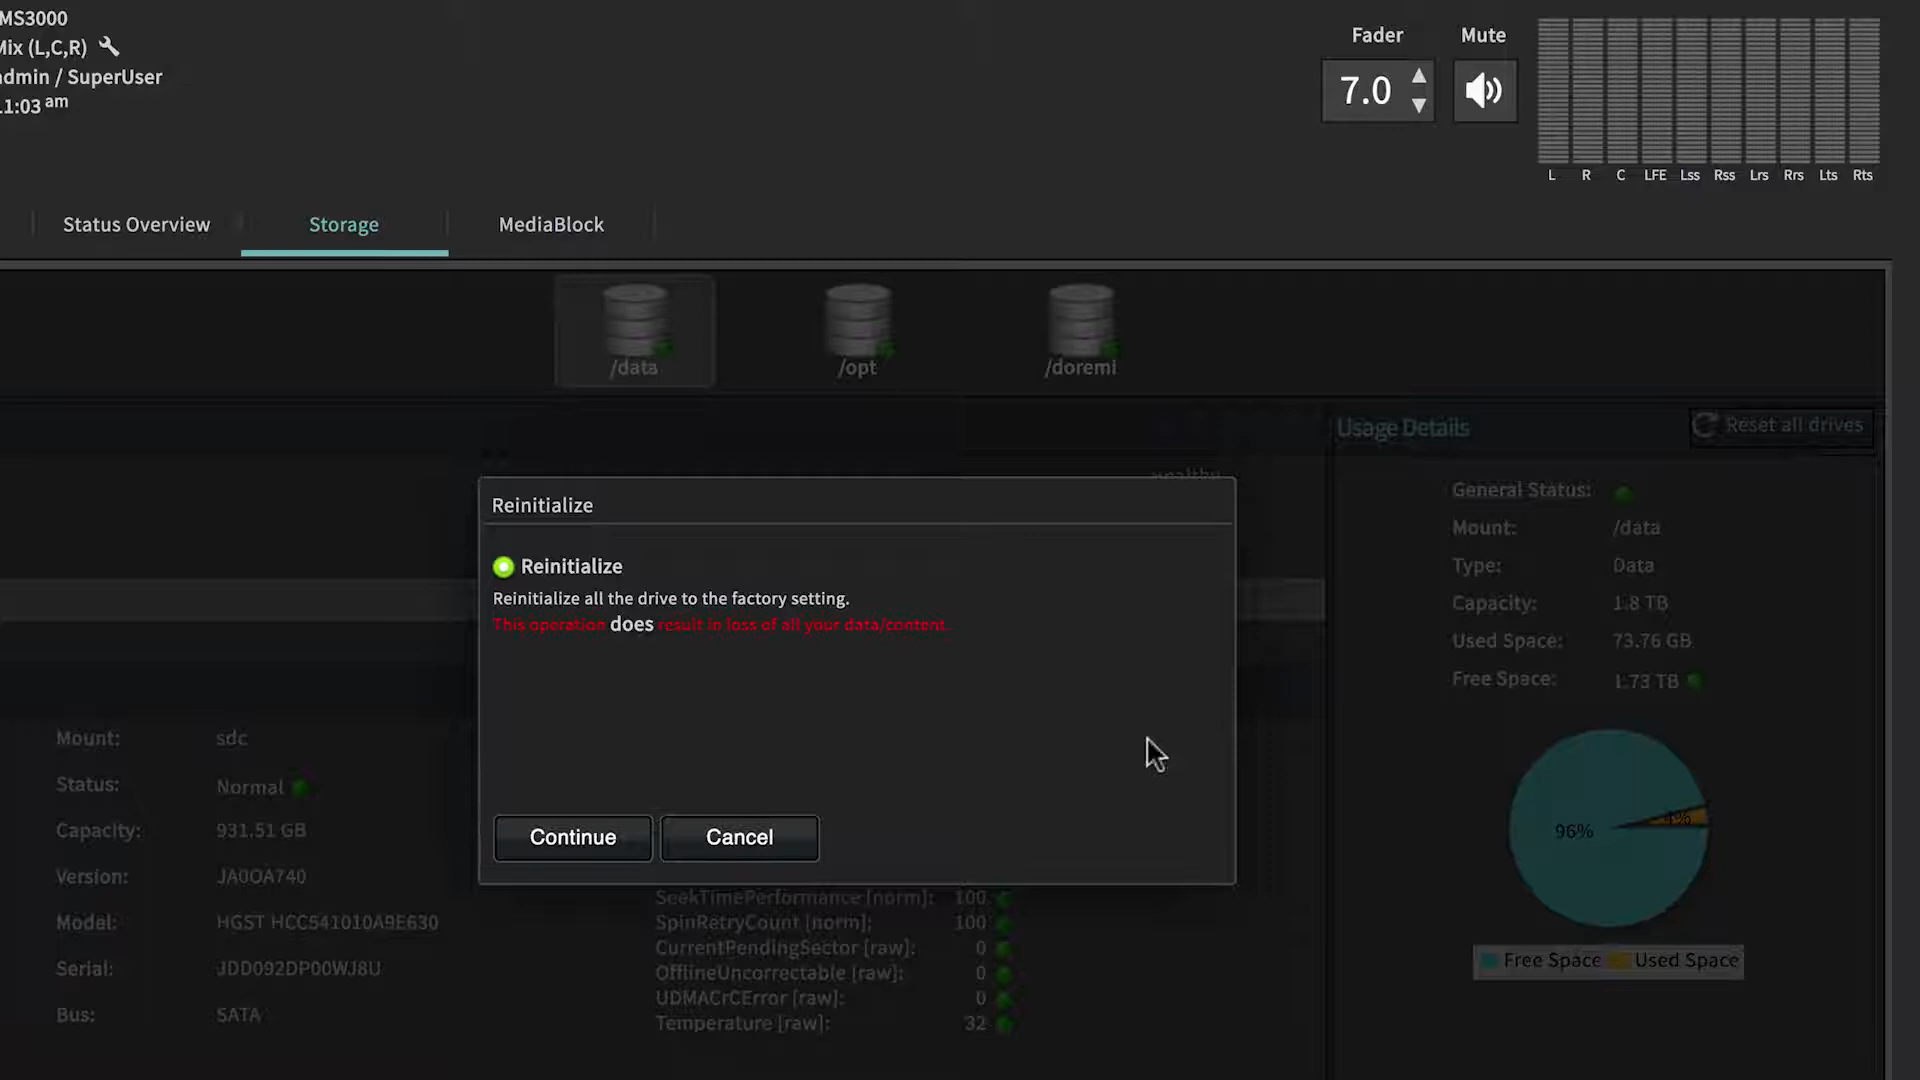 MS3000
Mix (L,C,R)
admin / SuperUser
11:03 am
Fader
Mute
7.0
L R C LFE Lss Rss Lrs Rrs Lts Rts
Status Overview
Storage
MediaBlock
/data
/opt
/doremi
Usage Details
Reset all drives
General Status:
Mount: /data
Type: Data
Capacity: 1.8 TB
Used Space: 73.76 GB
Free Space: 1.73 TB
96%
4%
Free Space Used Space
Reinitialize
Reinitialize
Reinitialize all the drive to the factory setting.
This operation does result in loss of all your data/content.
Continue
Cancel
Mount: sdc
Status: Normal
Capacity: 931.51 GB
Version: JA0OA740
Model: HGST HCC541010A9E630
Serial: JDD092DP00WJ8U
Bus: SATA
SeekTimePerformance [norm]: 100
SpinRetryCount [norm]: 100
CurrentPendingSector [raw]: 0
OfflineUncorrectable [raw]: 0
UDMACrCError [raw]: 0
Temperature [raw]: 32